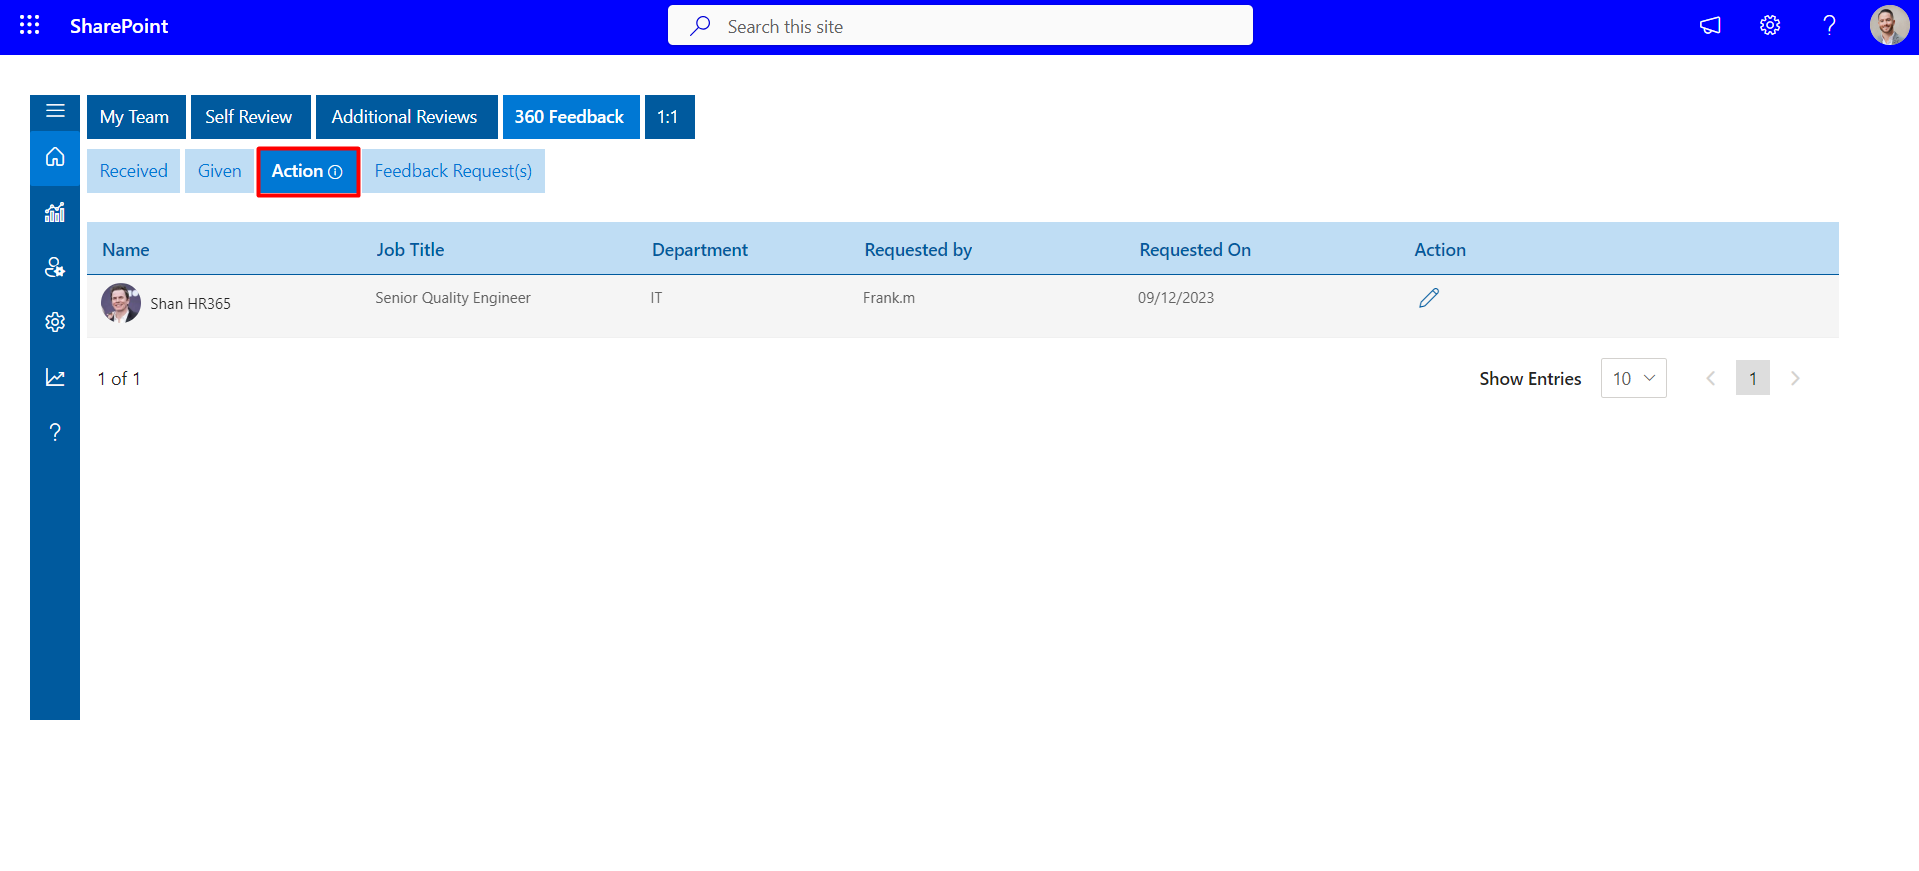 SharePoint
Search this site
My Team Self Review Additional Reviews 360 Feedback 1:1
Received Given Action Feedback Request(s)
Name Job Title Department Requested by Requested On Action
Shan HR365 Senior Quality Engineer IT Frank.m 09/12/2023
1 of 1 Show Entries 10 1